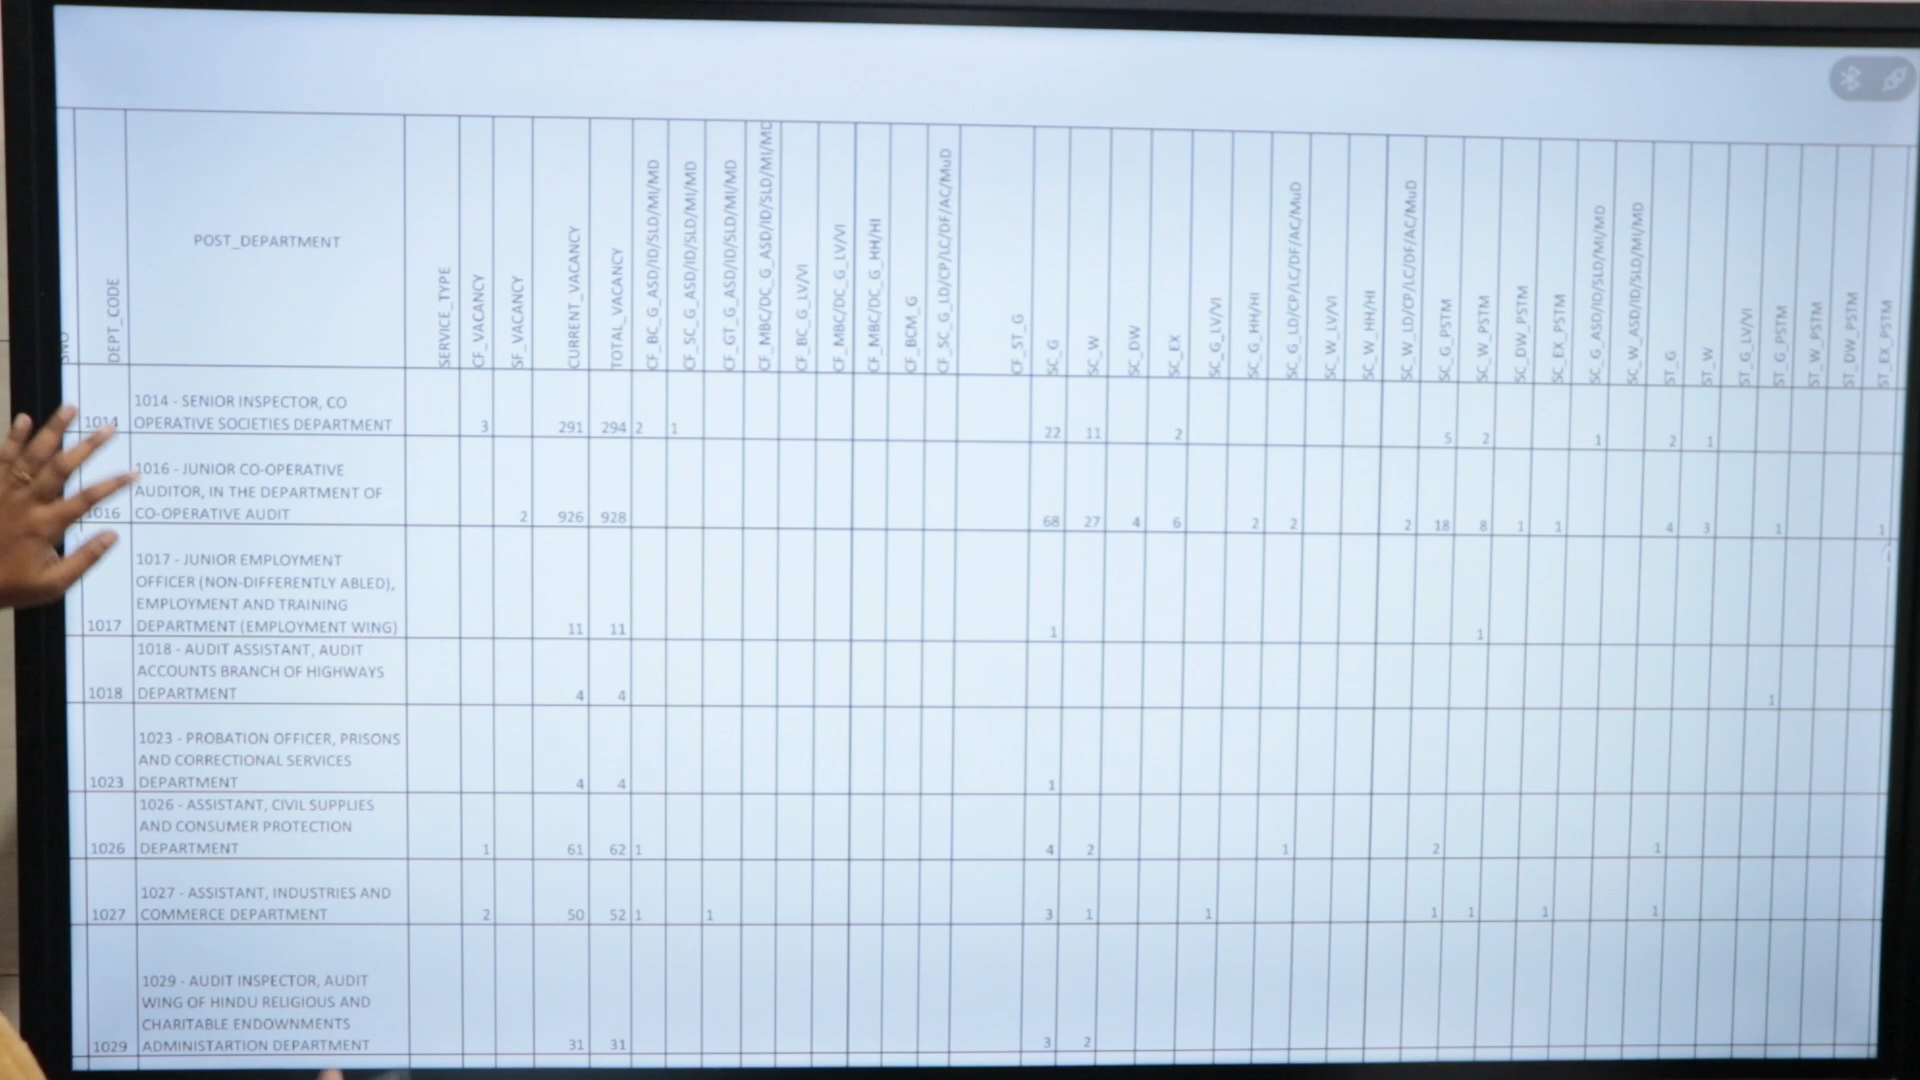 SNO DEPT_CODE POST_DEPARTMENT SERVICE_TYPE CF_VACANCY SF_VACANCY CURRENT_VACANCY TOTAL_VACANCY CF_BC_G_ASD/ID/SLD/MI/MD CF_SC_G_ASD/ID/SLD/MI/MD CF_GT_G_ASD/ID/SLD/MI/MD CF_MBC/DC_G_ASD/ID/SLD/MI/MD CF_BC_G_LV/VI CF_MBC/DC_G_LV/VI CF_MBC/DC_G_HH/HI CF_BCM_G CF_SC_G_LD/CP/LC/DF/AC/MuD CF_ST_G SC_G SC_W SC_DW SC_EX SC_G_LV/VI SC_G_HH/HI SC_G_LD/CP/LC/DF/AC/MuD SC_W_LV/VI SC_W_HH/HI SC_W_LD/CP/LC/DF/AC/MuD SC_G_PSTM SC_W_PSTM SC_DW_PSTM SC_EX_PSTM SC_G_ASD/ID/SLD/MI/MD SC_W_ASD/ID/SLD/MI/MD ST_G ST_W ST_G_LV/VI ST_G_PSTM ST_W_PSTM ST_DW_PSTM ST_EX_PSTM
1014 - SENIOR INSPECTOR, CO
1014 OPERATIVE SOCIETIES DEPARTMENT 3 291 294 2 1 22 11 2 5 2 1 2 1
1016 - JUNIOR CO-OPERATIVE
AUDITOR, IN THE DEPARTMENT OF
1016 CO-OPERATIVE AUDIT 2 926 928 68 27 4 6 2 2 2 18 8 1 1 4 3 1 1
1017 - JUNIOR EMPLOYMENT
OFFICER (NON-DIFFERENTLY ABLED),
EMPLOYMENT AND TRAINING
1017 DEPARTMENT (EMPLOYMENT WING) 11 11 1 1
1018 - AUDIT ASSISTANT, AUDIT
ACCOUNTS BRANCH OF HIGHWAYS
1018 DEPARTMENT 4 4 1
1023 - PROBATION OFFICER, PRISONS
AND CORRECTIONAL SERVICES
1023 DEPARTMENT 4 4 1
1026 - ASSISTANT, CIVIL SUPPLIES
AND CONSUMER PROTECTION
1026 DEPARTMENT 1 61 62 1 4 2 1 2 1
1027 - ASSISTANT, INDUSTRIES AND
1027 COMMERCE DEPARTMENT 2 50 52 1 1 3 1 1 1 1 1 1
1029 - AUDIT INSPECTOR, AUDIT
WING OF HINDU RELIGIOUS AND
CHARITABLE ENDOWNMENTS
1029 ADMINISTARTION DEPARTMENT 31 31 3 2